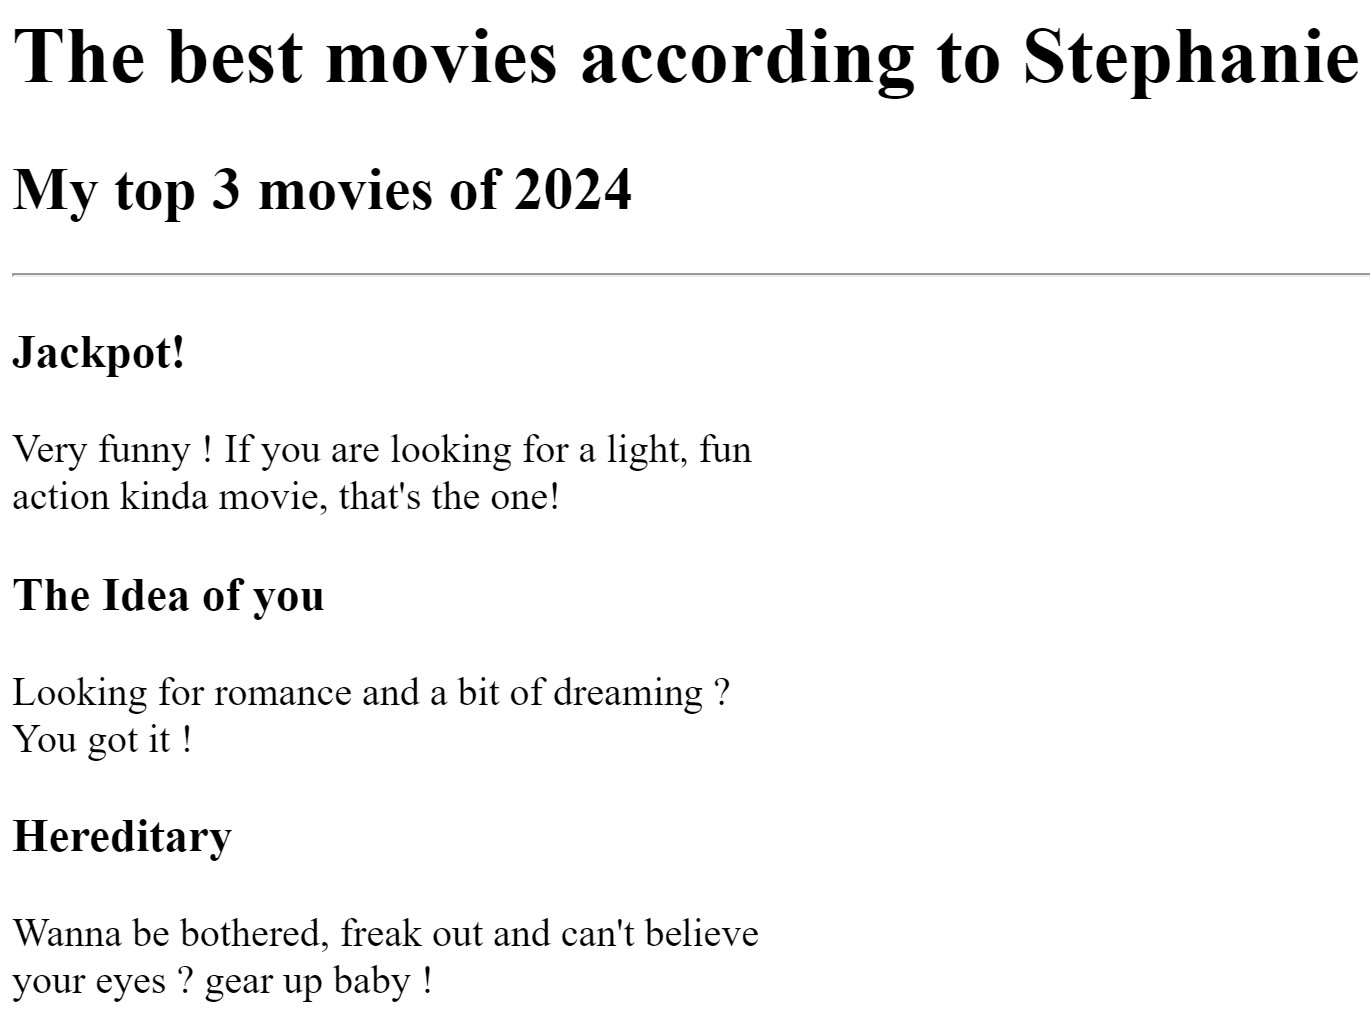 The best movies according to Stephanie
My top 3 movies of 2024
Jackpot!
Very funny ! If you are looking for a light, fun
action kinda movie, that's the one!
The Idea of you
Looking for romance and a bit of dreaming ?
You got it !
Hereditary
Wanna be bothered, freak out and can't believe
your eyes ? gear up baby !